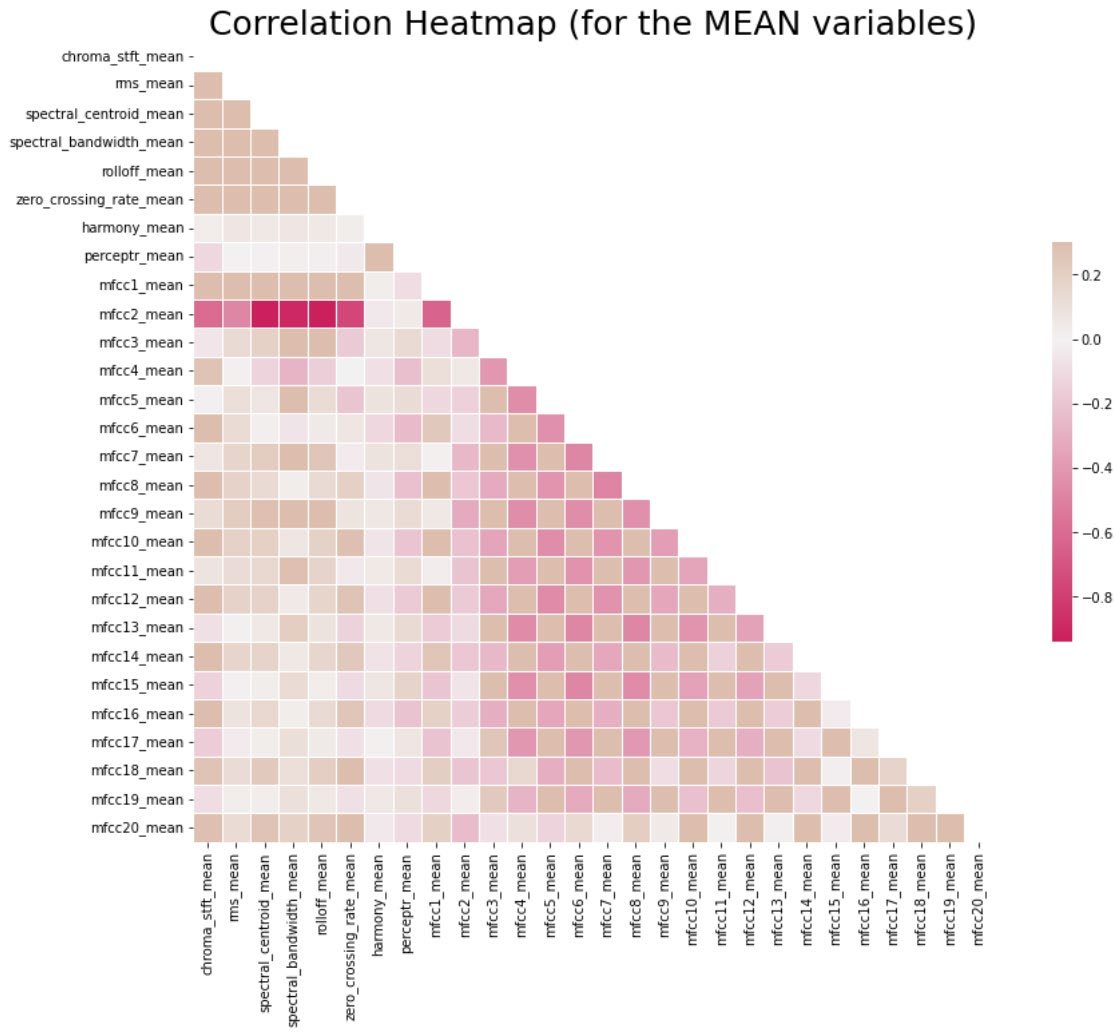 Correlation Heatmap (for the MEAN variables)
chroma_stft_mean
rms_mean
spectral_centroid_mean
spectral_bandwidth_mean
rolloff_mean
zero_crossing_rate_mean
harmony_mean
perceptr_mean
mfcc1_mean
mfcc2_mean
mfcc3_mean
mfcc4_mean
mfcc5_mean
mfcc6_mean
mfcc7_mean
mfcc8_mean
mfcc9_mean
mfcc10_mean
mfcc11_mean
mfcc12_mean
mfcc13_mean
mfcc14_mean
mfcc15_mean
mfcc16_mean
mfcc17_mean
mfcc18_mean
mfcc19_mean
mfcc20_mean
chroma_stft_mean
rms_mean
spectral_centroid_mean
spectral_bandwidth_mean
rolloff_mean
zero_crossing_rate_mean
harmony_mean
perceptr_mean
mfcc1_mean
mfcc2_mean
mfcc3_mean
mfcc4_mean
mfcc5_mean
mfcc6_mean
mfcc7_mean
mfcc8_mean
mfcc9_mean
mfcc10_mean
mfcc11_mean
mfcc12_mean
mfcc13_mean
mfcc14_mean
mfcc15_mean
mfcc16_mean
mfcc17_mean
mfcc18_mean
mfcc19_mean
mfcc20_mean
0.2
0.0
−0.2
−0.4
−0.6
−0.8